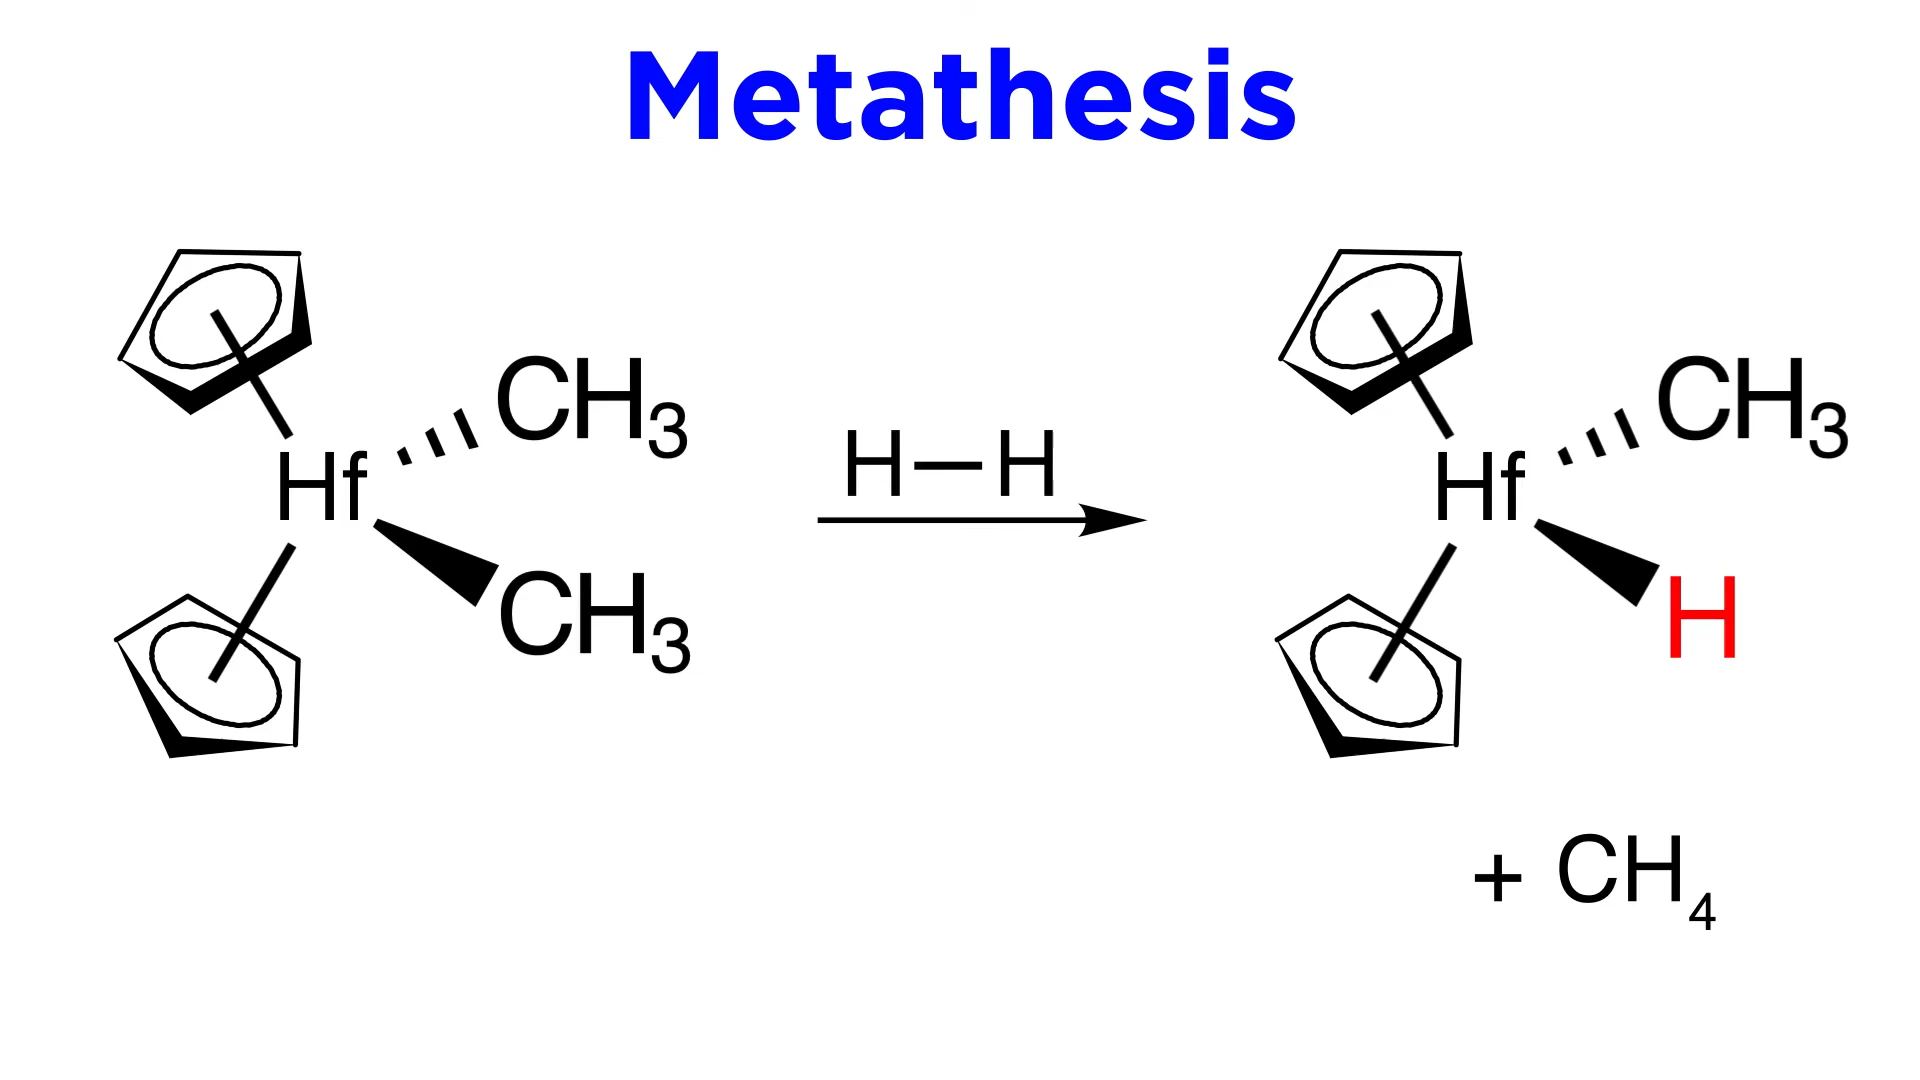 Metathesis
Hf
CH3
CH3
H—H
Hf
CH3
H
+ CH4